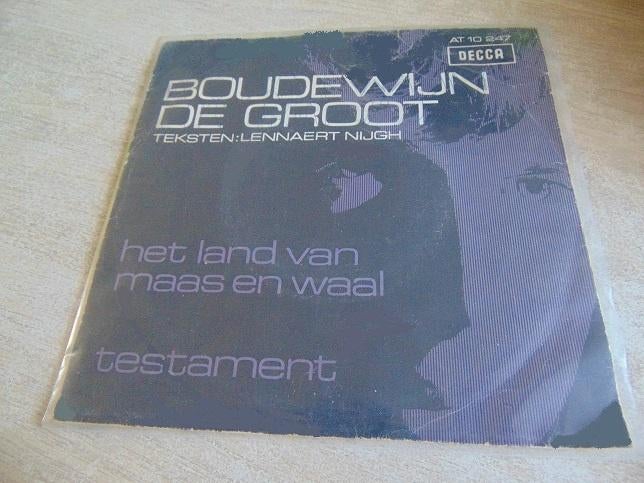 AT 10 247
DECCA
BOUDEWIJN
DE GROOT
TEKSTEN: LENNAERT NIJGH
het land van
maas en waal
testament